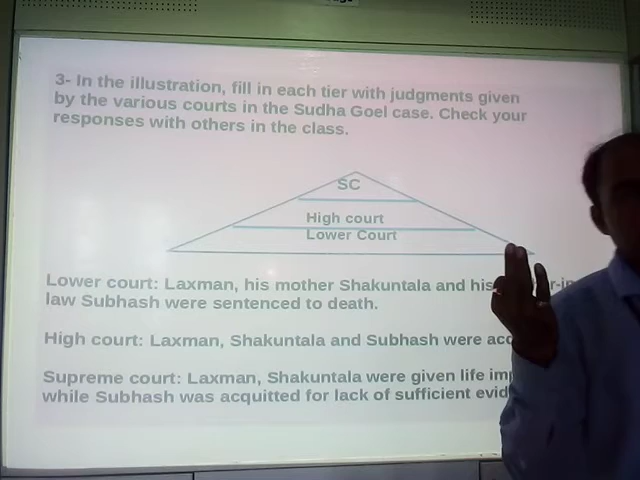 3- In the illustration, fill in each tier with judgments given
by the various courts in the Sudha Goel case. Check your
responses with others in the class.
SC
High court
Lower Court
Lower court: Laxman, his mother Shakuntala and his
law Subhash were sentenced to death.
High court: Laxman, Shakuntala and Subhash were
Supreme court: Laxman, Shakuntala were given life
while Subhash was acquitted for lack of sufficient